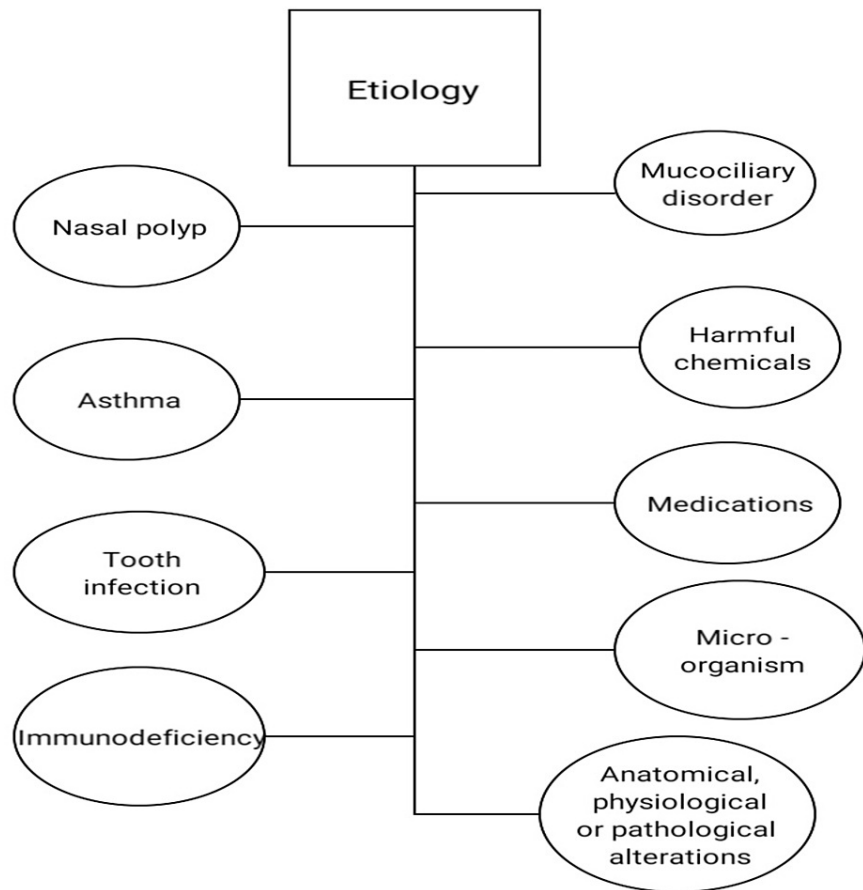 Etiology
Mucociliary
disorder
Nasal polyp
Harmful
chemicals
Asthma
Medications
Tooth
infection
Micro -
organism
Immunodeficiency
Anatomical,
physiological
or pathological
alterations